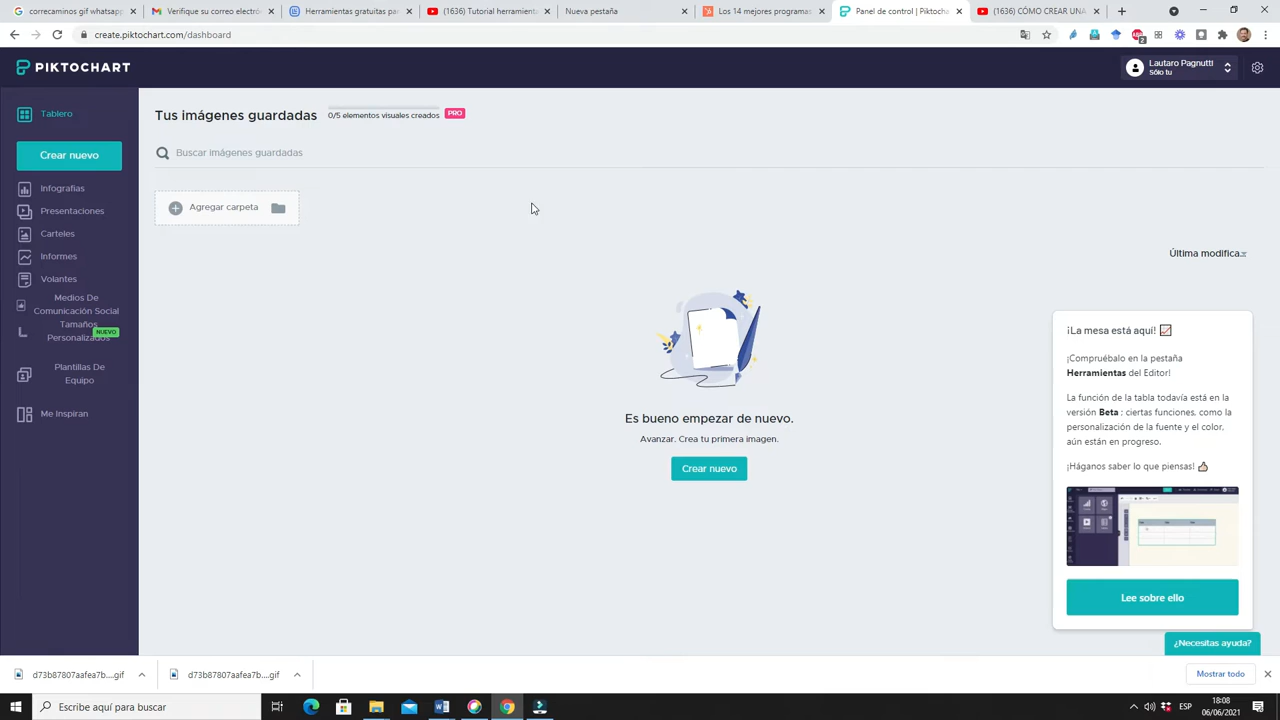 correcaminos gif whatsapp
Verifique su correo electró
Herramientas gratuitas par
(1636) Tutorial herramienta
Nueva pestaña
Los 14 mejores programas
Panel de control | Piktocha
(1636) CÓMO CREAR UNA
create.piktochart.com/dashboard
PIKTOCHART
Lautaro Pagnutti
Sólo tu
Tablero
Crear nuevo
Infografias
Presentaciones
Carteles
Informes
Volantes
Medios De
Comunicación Social
Tamaños
Personalizados
NUEVO
Plantillas De
Equipo
Me Inspiran
Tus imágenes guardadas
0/5 elementos visuales creados
PRO
Buscar imágenes guardadas
Agregar carpeta
Última modifica...
Es bueno empezar de nuevo.
Avanzar. Crea tu primera imagen.
Crear nuevo
¡La mesa está aquí!
¡Compruébalo en la pestaña
Herramientas del Editor!
La función de la tabla todavía está en la
versión Beta ; ciertas funciones, como la
personalización de la fuente y el color,
aún están en progreso.
¡Háganos saber lo que piensas!
Lee sobre ello
¿Necesitas ayuda?
d73b87807aafea7b....gif
d73b87807aafea7b....gif
Mostrar todo
Escribe aquí para buscar
ESP
18:08
06/06/2021